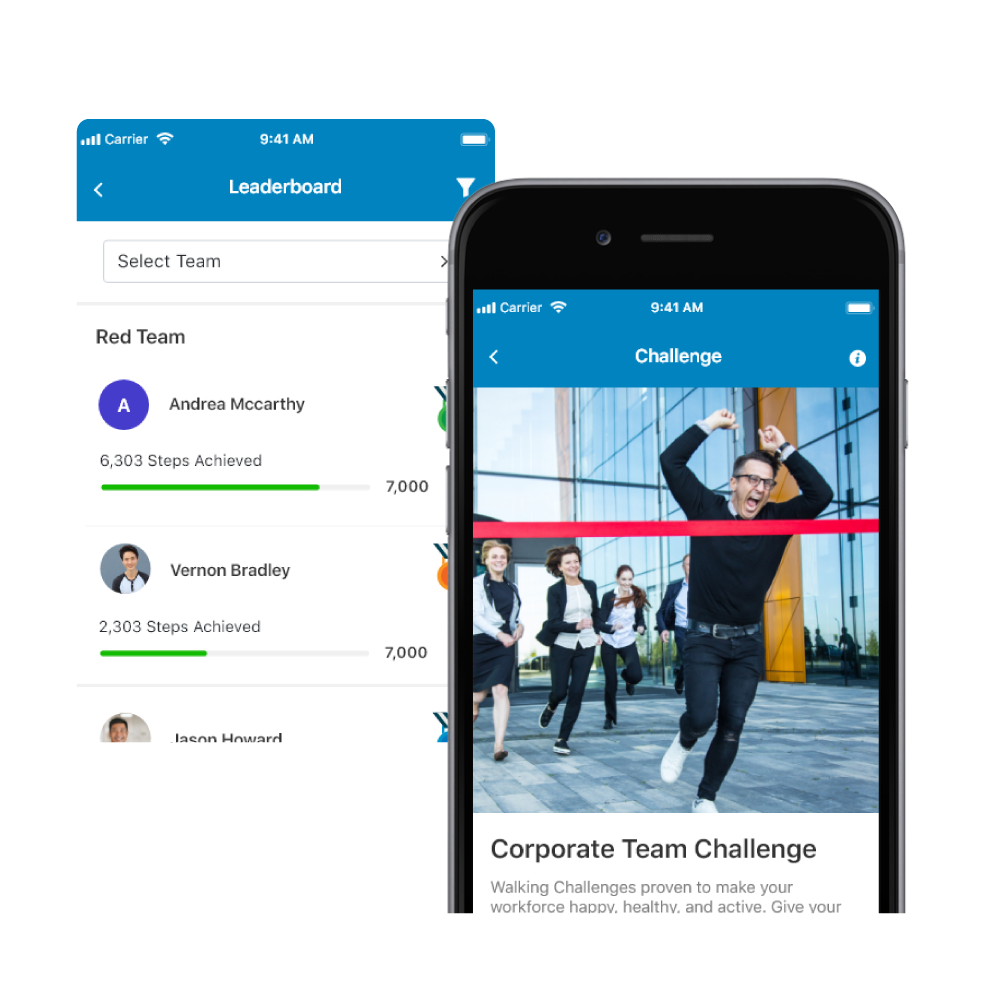 Carrier 9:41 AM
Leaderboard
Select Team
Red Team
A
Andrea Mccarthy
6,303 Steps Achieved
7,000
Vernon Bradley
2,303 Steps Achieved
7,000
Jason Howard
Carrier 9:41 AM
Challenge
Corporate Team Challenge
Walking Challenges proven to make your
workforce happy, healthy, and active. Give your